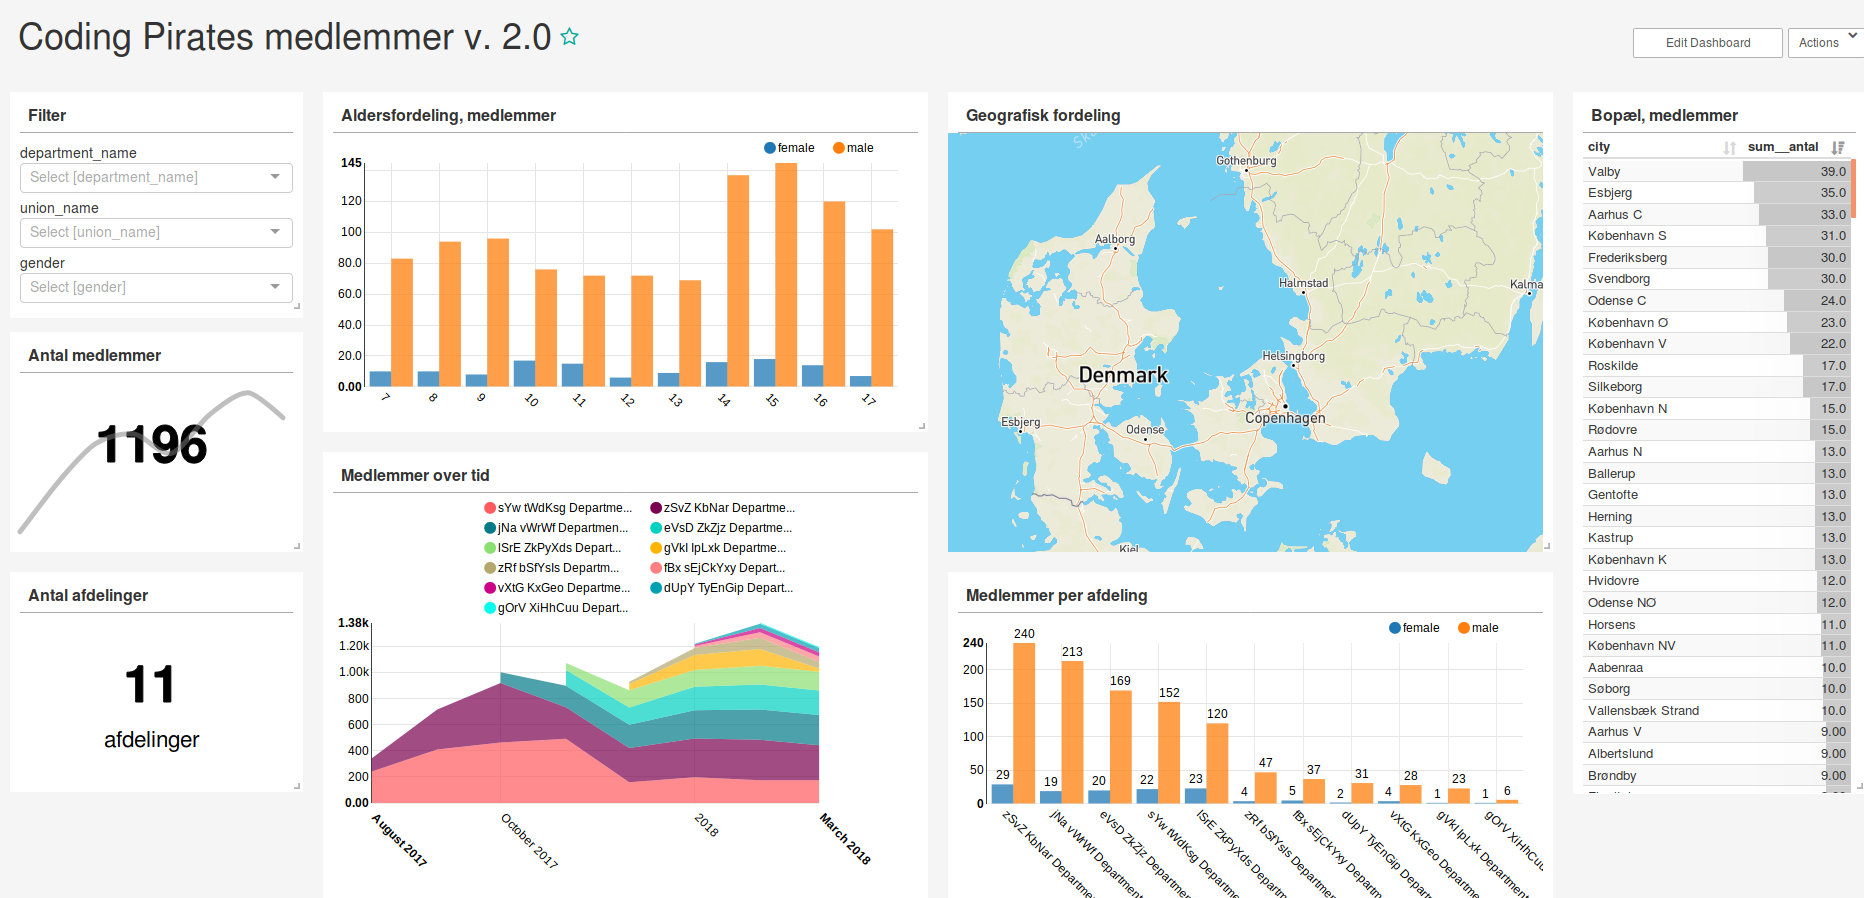 Coding Pirates medlemmer v. 2.0
Edit Dashboard
Actions
Filter
department_name
Select [department_name]
union_name
Select [union_name]
gender
Select [gender]
Antal medlemmer
1196
Antal afdelinger
11
afdelinger
Aldersfordeling, medlemmer
female male
145
120
100
80.0
60.0
40.0
20.0
0.00
7 8 9 10 11 12 13 14 15 16 17
Medlemmer over tid
sYw tWdKsg Departme... zSvZ KbNar Departme...
jNa vWrWf Departmen... eVsD ZkZjz Departme...
lSrE ZkPyXds Depart... gVkl lpLxk Departme...
zRf bSfYsls Departm... fBx sEjCkYxy Depart...
vXtG KxGeo Departme... dUpY TyEnGip Depart...
gOrV XiHhCuu Depart...
1.38k
1.20k
1.00k
800
600
400
200
0.00
August 2017 October 2017 2018 March 2018
Geografisk fordeling
Gothenburg
Aalborg
Halmstad
Kalma
Helsingborg
Denmark
Copenhagen
Esbjerg
Odense
Kiel
Medlemmer per afdeling
female male
240
200
150
100
50
0
29 240 19 213 20 169 22 152 23 120 4 47 5 37 2 31 4 28 1 23 1 6
zSvZ KbNar Departme
jNa vWrWf Department
eVsD ZkZjz Departme
sYw tWdKsg Departme
lSrE ZkPyXds Departm
zRf bSfYsls Departme
fBx sEjCkYxy Departm
dUpY TyEnGip Depar
vXtG KxGeo Departme
gVkl lpLxk Department
gOrV XiHhCuu
Bopæl, medlemmer
city sum__antal
Valby 39.0
Esbjerg 35.0
Aarhus C 33.0
København S 31.0
Frederiksberg 30.0
Svendborg 30.0
Odense C 24.0
København Ø 23.0
København V 22.0
Roskilde 17.0
Silkeborg 17.0
København N 15.0
Rødovre 15.0
Aarhus N 13.0
Ballerup 13.0
Gentofte 13.0
Herning 13.0
Kastrup 13.0
København K 13.0
Hvidovre 12.0
Odense NØ 12.0
Horsens 11.0
København NV 11.0
Aabenraa 10.0
Søborg 10.0
Vallensbæk Strand 10.0
Aarhus V 9.00
Albertslund 9.00
Brøndby 9.00